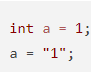 int a = 1;
a = "1";